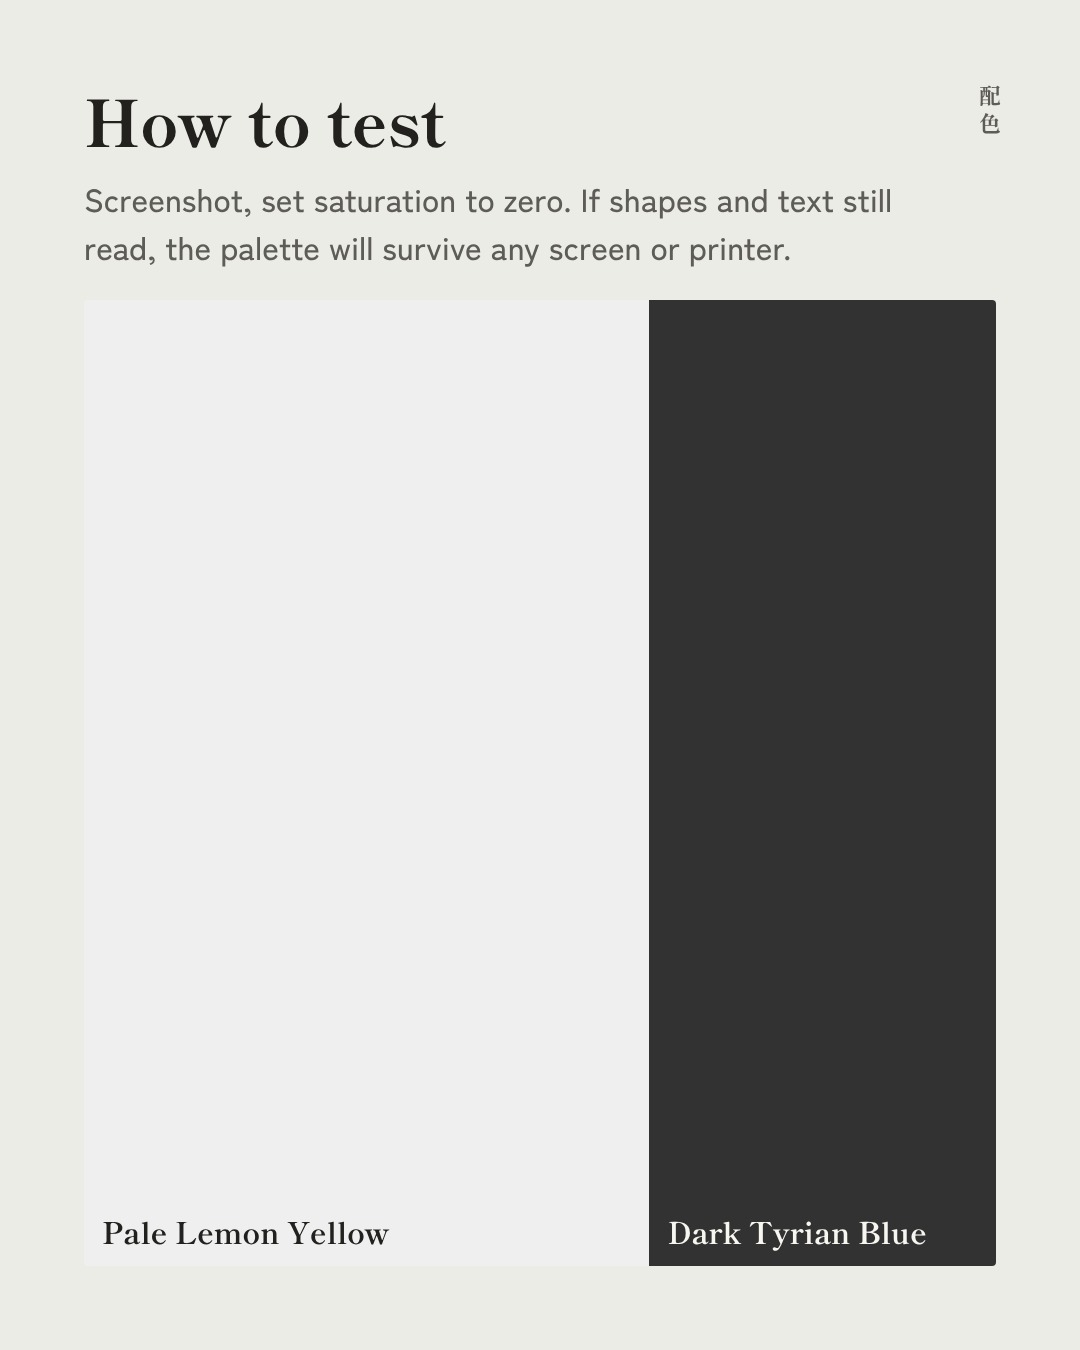 How to test
配色
Screenshot, set saturation to zero. If shapes and text still
read, the palette will survive any screen or printer.
Pale Lemon Yellow
Dark Tyrian Blue